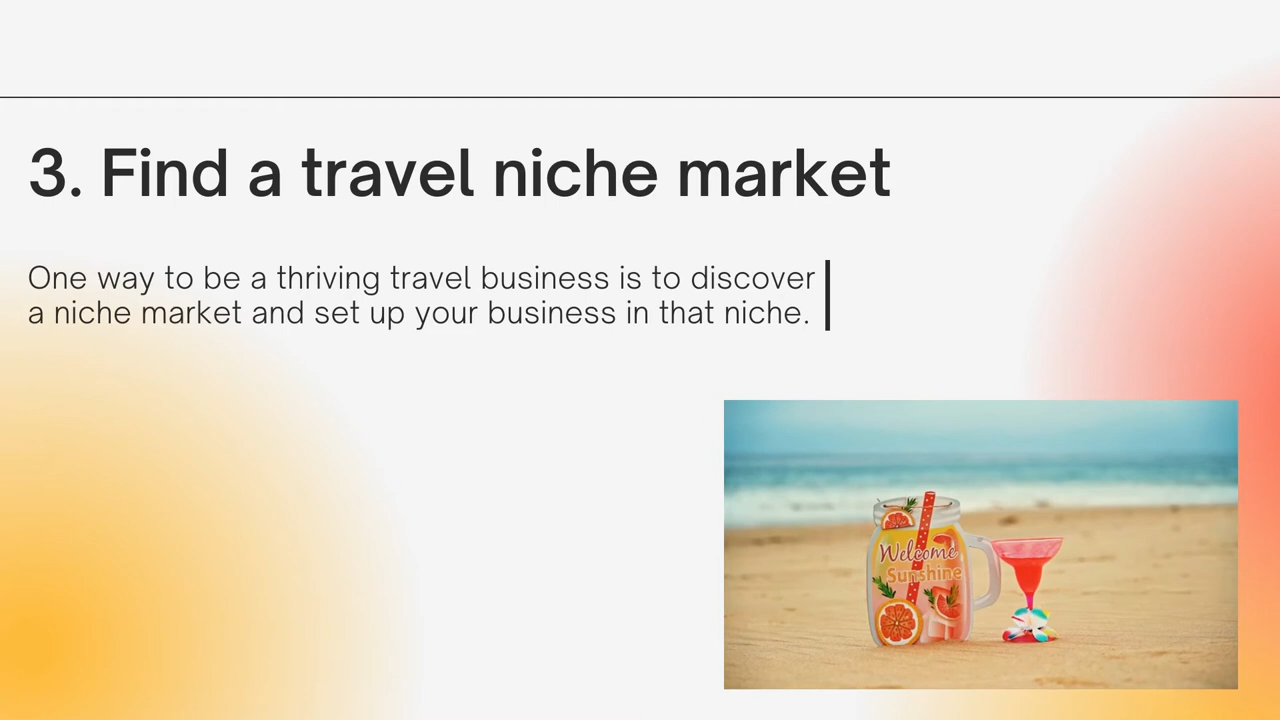 3. Find a travel niche market
One way to be a thriving travel business is to discover
a niche market and set up your business in that niche.
Welcome
Sunshine